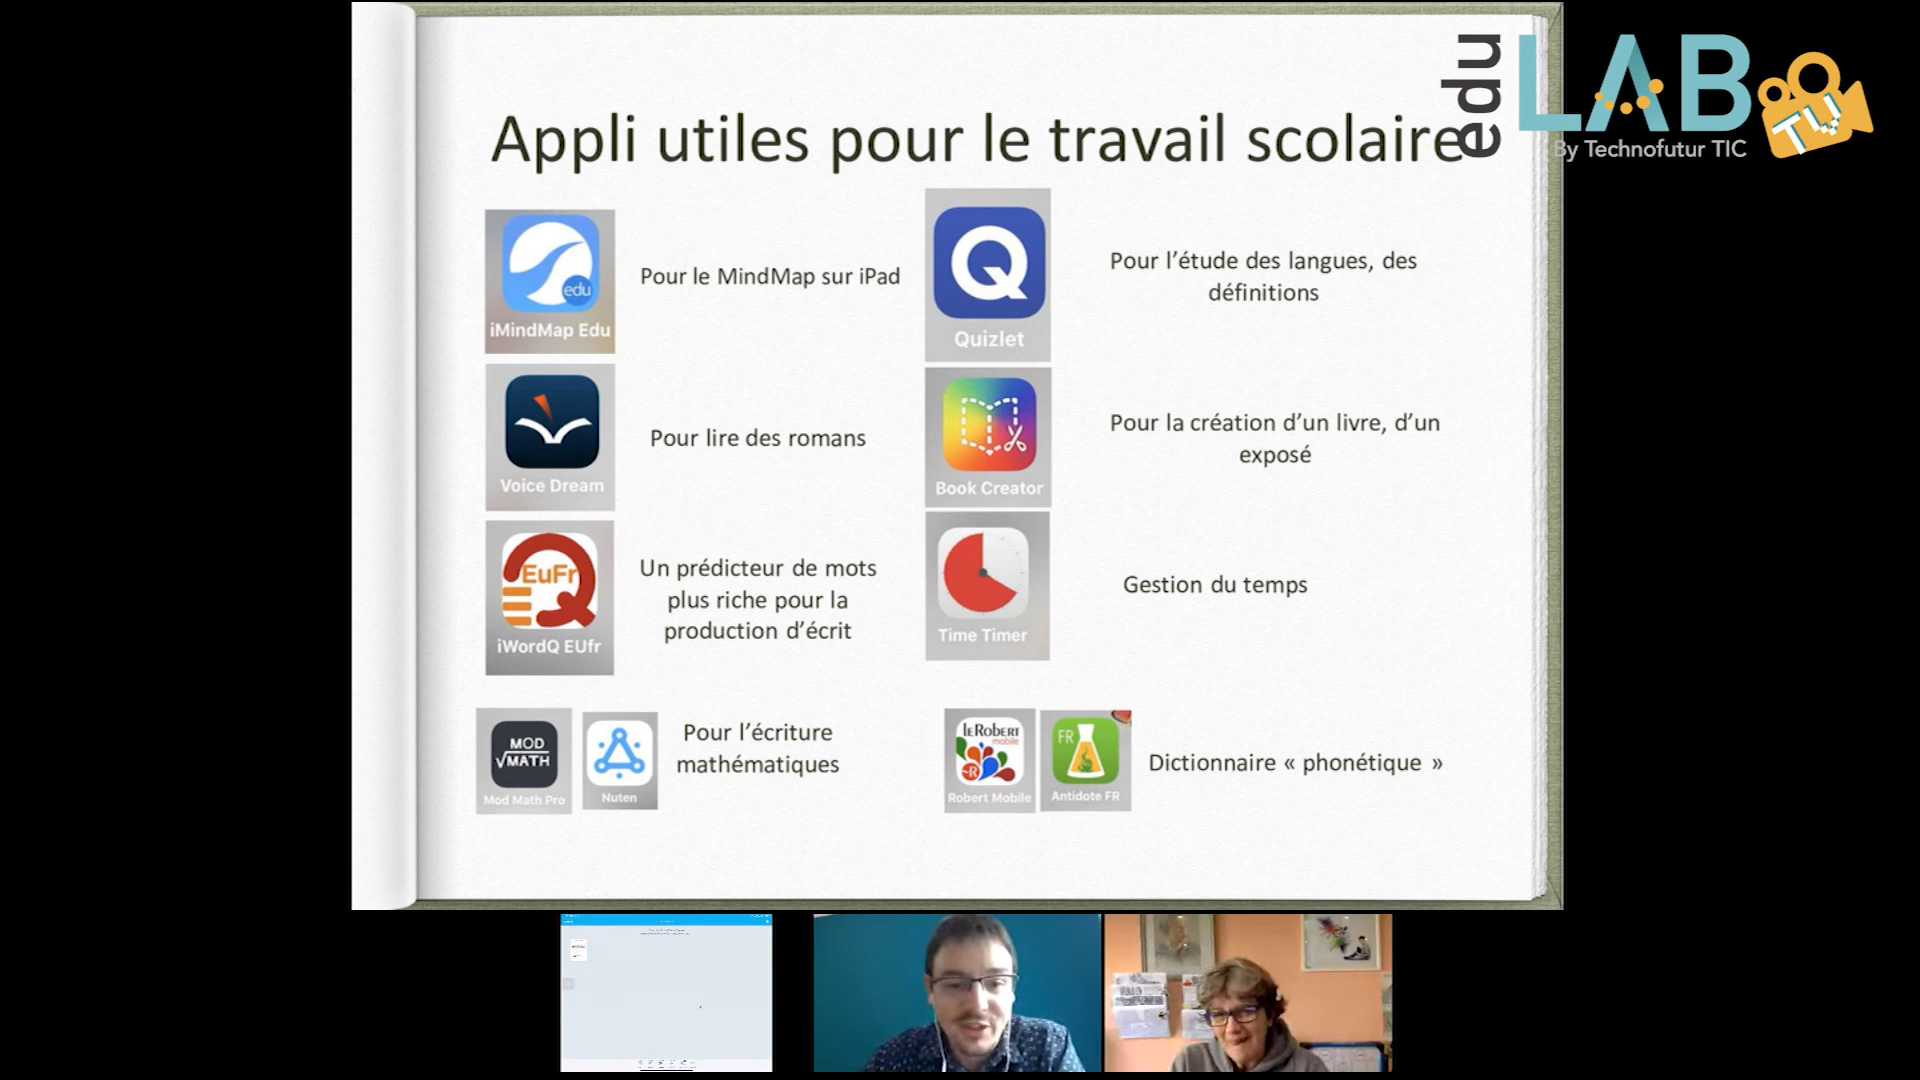 Appli utiles pour le travail scolaire
edu
LAB
TV
By Technofutur TIC
edu
iMindMap Edu
Pour le MindMap sur iPad
Q
Quizlet
Pour l’étude des langues, des
définitions
Voice Dream
Pour lire des romans
Book Creator
Pour la création d’un livre, d’un
exposé
EuFr
iWordQ EUfr
Un prédicteur de mots
plus riche pour la
production d’écrit
Time Timer
Gestion du temps
MOD
√MATH
Mod Math Pro
Nuten
Pour l’écriture
mathématiques
leRobert
mobile
R
Robert Mobile
FR
Antidote FR
Dictionnaire « phonétique »